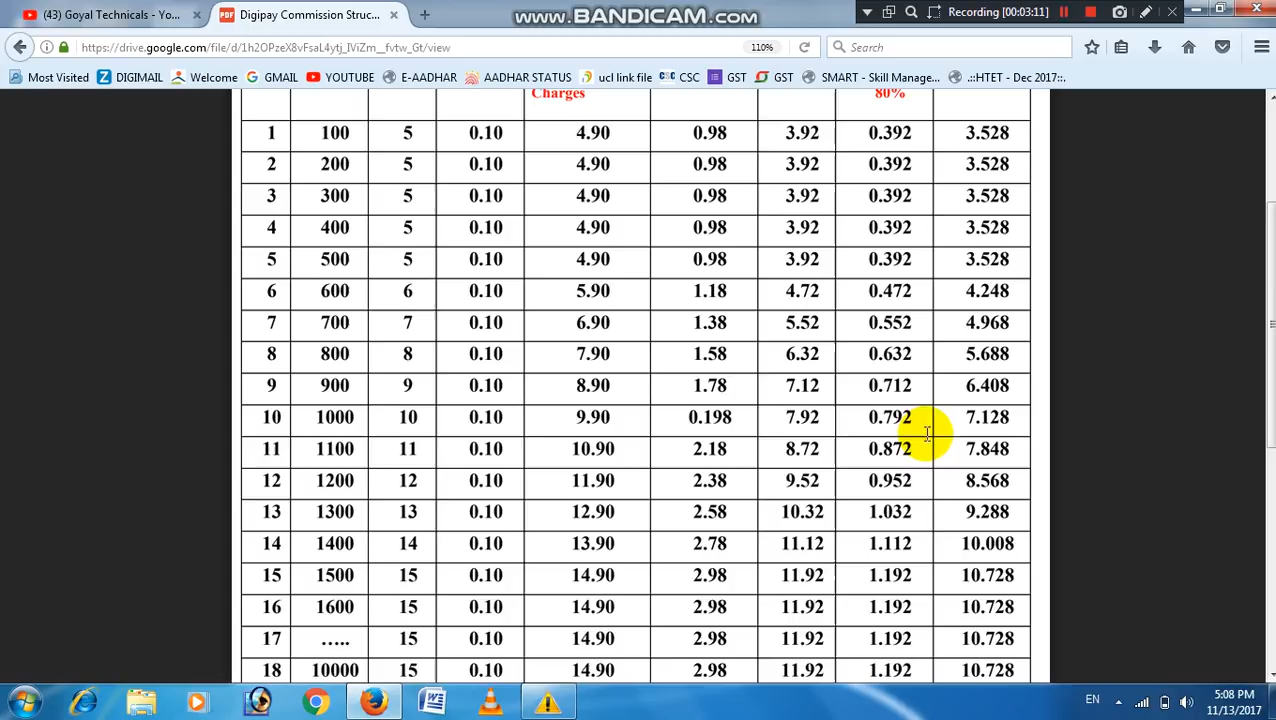 (43) Goyal Technicals - Yo...
Digipay Commission Struc...
www.BANDICAM.com
Recording [00:03:11]
https://drive.google.com/file/d/1h2OPzeX8vFsaL4ytj_lViZm__fvtw_Gt/view
110%
Search
Most Visited
DIGIMAIL
Welcome
GMAIL
YOUTUBE
E-AADHAR
AADHAR STATUS
ucl link file
CSC
GST
GST
SMART - Skill Manage...
.::HTET - Dec 2017::.
Charges 80%
1 100 5 0.10 4.90 0.98 3.92 0.392 3.528
2 200 5 0.10 4.90 0.98 3.92 0.392 3.528
3 300 5 0.10 4.90 0.98 3.92 0.392 3.528
4 400 5 0.10 4.90 0.98 3.92 0.392 3.528
5 500 5 0.10 4.90 0.98 3.92 0.392 3.528
6 600 6 0.10 5.90 1.18 4.72 0.472 4.248
7 700 7 0.10 6.90 1.38 5.52 0.552 4.968
8 800 8 0.10 7.90 1.58 6.32 0.632 5.688
9 900 9 0.10 8.90 1.78 7.12 0.712 6.408
10 1000 10 0.10 9.90 0.198 7.92 0.792 7.128
11 1100 11 0.10 10.90 2.18 8.72 0.872 7.848
12 1200 12 0.10 11.90 2.38 9.52 0.952 8.568
13 1300 13 0.10 12.90 2.58 10.32 1.032 9.288
14 1400 14 0.10 13.90 2.78 11.12 1.112 10.008
15 1500 15 0.10 14.90 2.98 11.92 1.192 10.728
16 1600 15 0.10 14.90 2.98 11.92 1.192 10.728
17 ….. 15 0.10 14.90 2.98 11.92 1.192 10.728
18 10000 15 0.10 14.90 2.98 11.92 1.192 10.728
EN
5:08 PM
11/13/2017